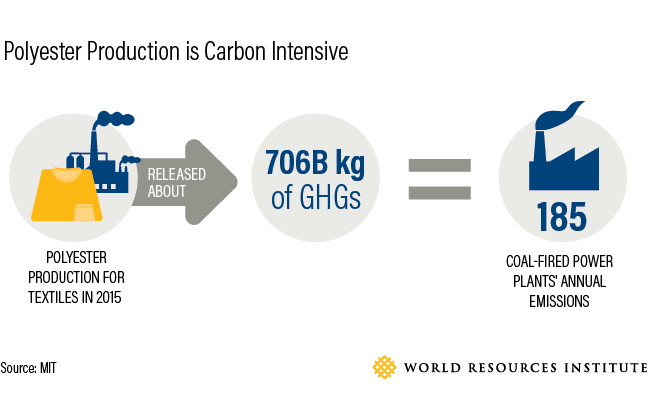 Polyester Production is Carbon Intensive
RELEASED
ABOUT
706B kg
of GHGs
185
POLYESTER
PRODUCTION FOR
TEXTILES IN 2015
COAL-FIRED POWER
PLANTS' ANNUAL
EMISSIONS
Source: MIT
WORLD RESOURCES INSTITUTE